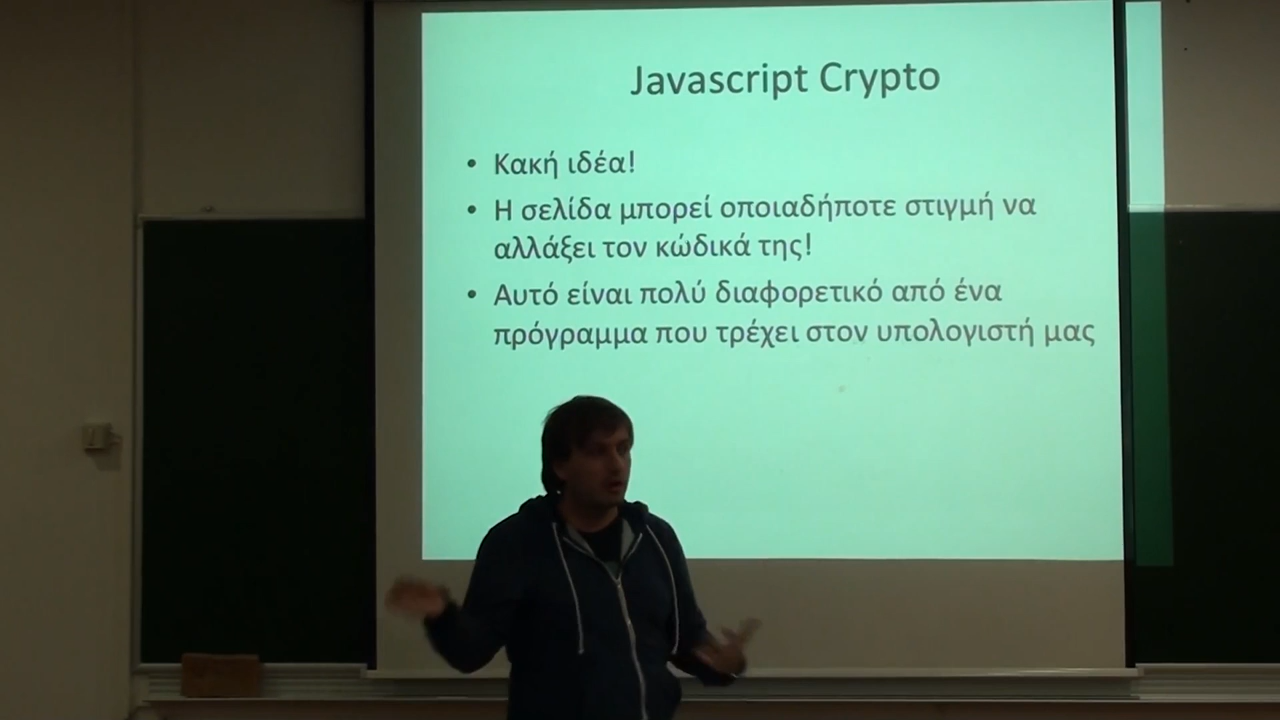 Javascript Crypto
• Κακή ιδέα!
• Η σελίδα μπορεί οποιαδήποτε στιγμή να
αλλάξει τον κώδικά της!
• Αυτό είναι πολύ διαφορετικό από ένα
πρόγραμμα που τρέχει στον υπολογιστή μας